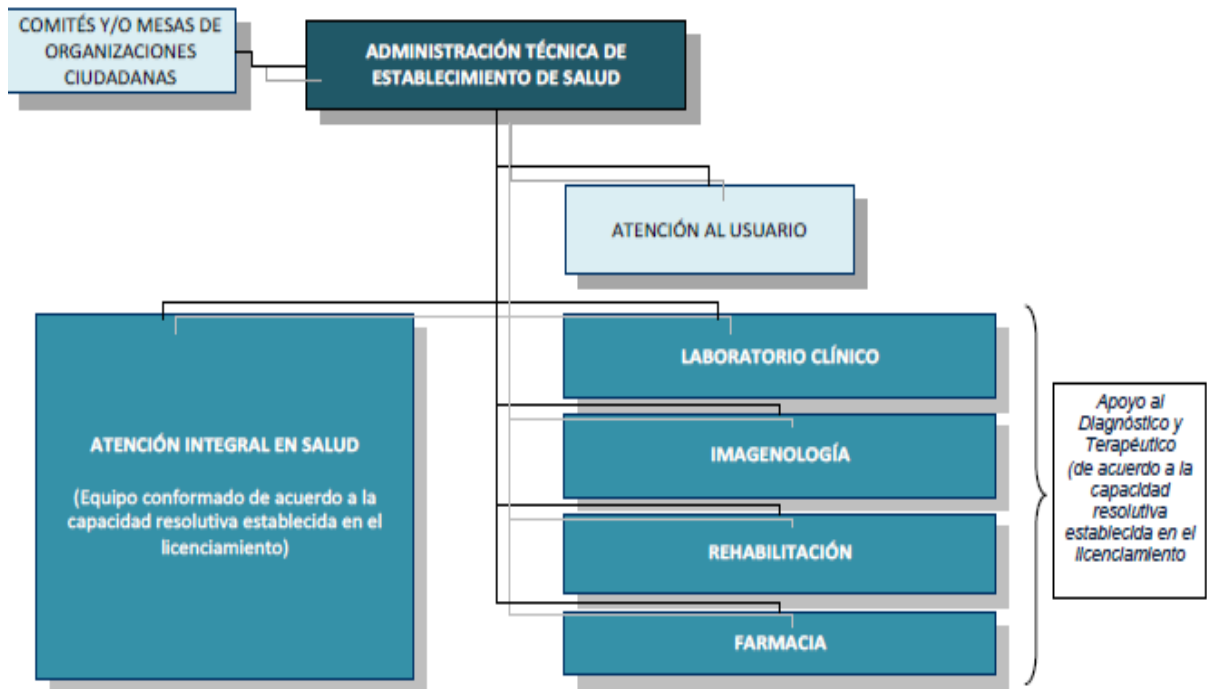 COMITÉS Y/O MESAS DE
ORGANIZACIONES
CIUDADANAS
ADMINISTRACIÓN TÉCNICA DE
ESTABLECIMIENTO DE SALUD
ATENCIÓN AL USUARIO
ATENCIÓN INTEGRAL EN SALUD
(Equipo conformado de acuerdo a la
capacidad resolutiva establecida en el
licenciamiento)
LABORATORIO CLÍNICO
IMAGENOLOGÍA
REHABILITACIÓN
FARMACIA
Apoyo al
Diagnóstico y
Terapéutico
(de acuerdo a la
capacidad
resolutiva
establecida en el
licenciamiento